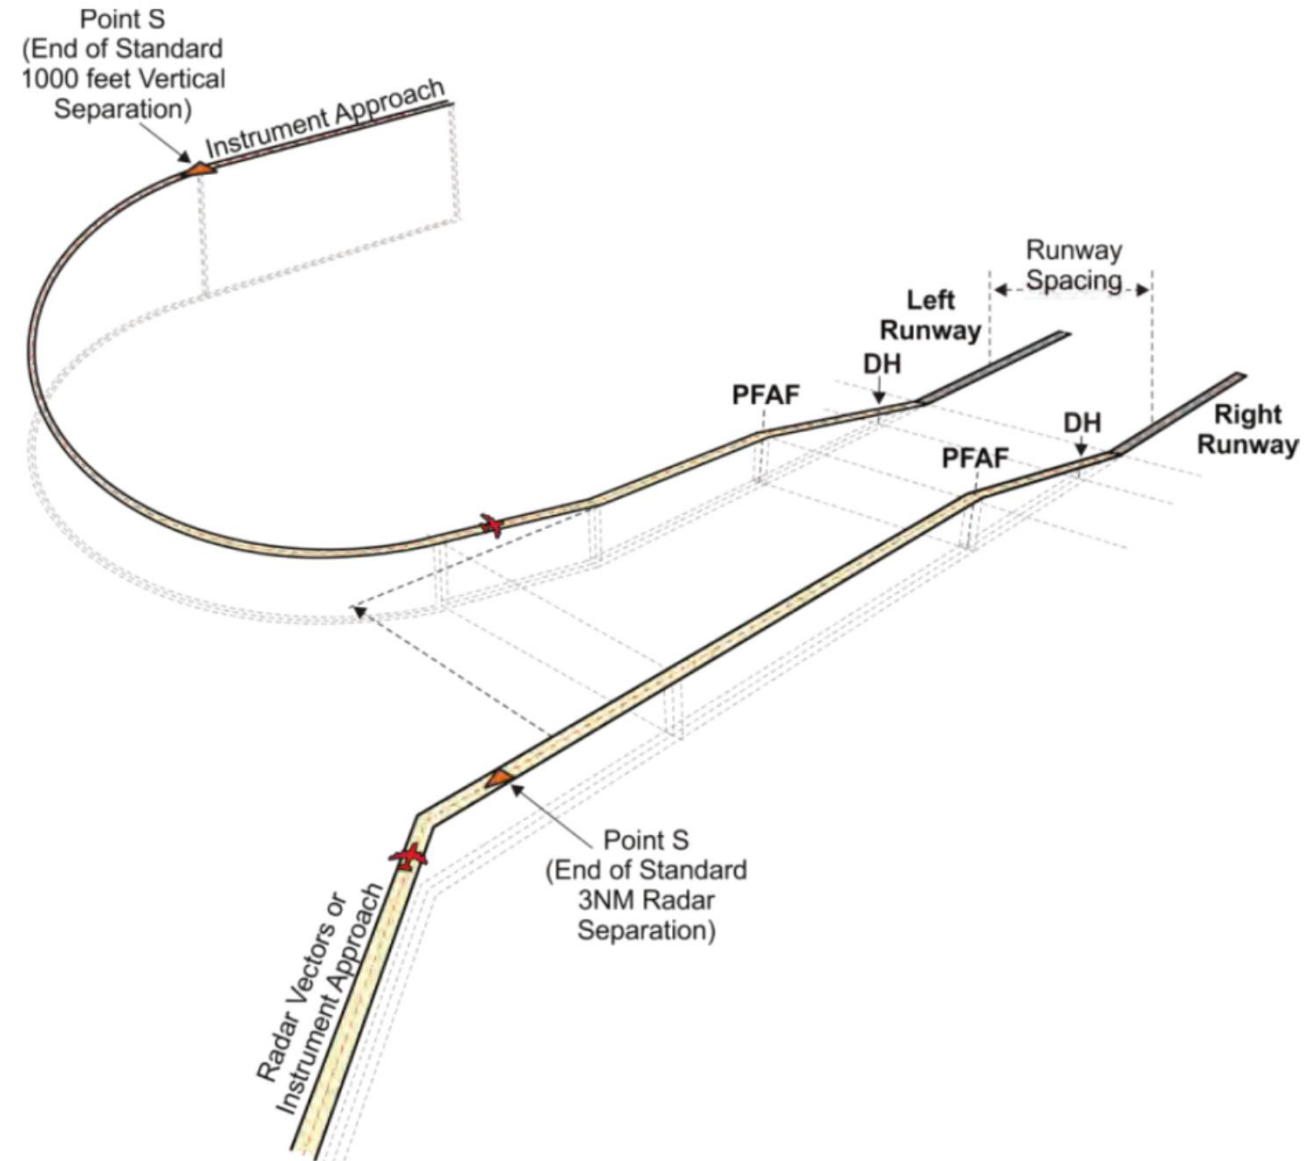 Point S
(End of Standard
1000 feet Vertical
Separation)
Instrument Approach
Runway
Spacing
Left
Runway
DH
PFAF
DH
PFAF
Right
Runway
Point S
(End of Standard
3NM Radar
Separation)
Radar Vectors or
Instrument Approach